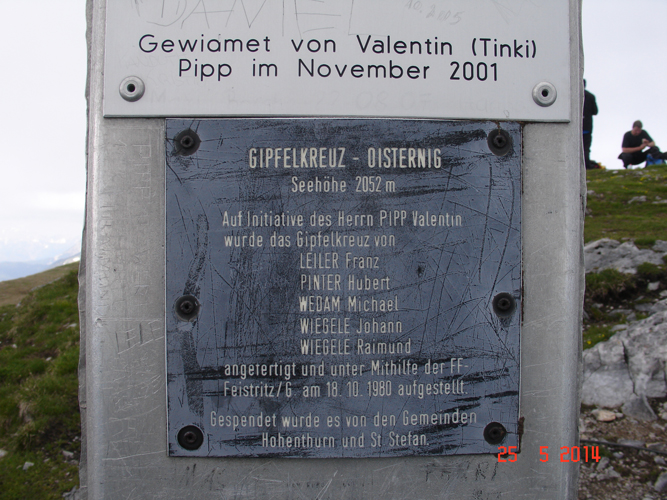 DANIEL
Gewidmet von Valentin (Tinki)
Pipp im November 2001
GIPFELKREUZ - OISTERNIG
Seehöhe 2052 m
Auf Initiative des Herrn PIPP Valentin
wurde das Gipfelkreuz von
LEILER Franz
PINTER Hubert
WEDAM Michael
WIEGELE Johann
WIEGELE Raimund
angefertigt und unter Mithilfe der FF-
Feistritz/G. am 18.10.1980 aufgestellt.
Gespendet wurde es von den Gemeinden
Hohenthurn und St. Stefan.
25 5 2014